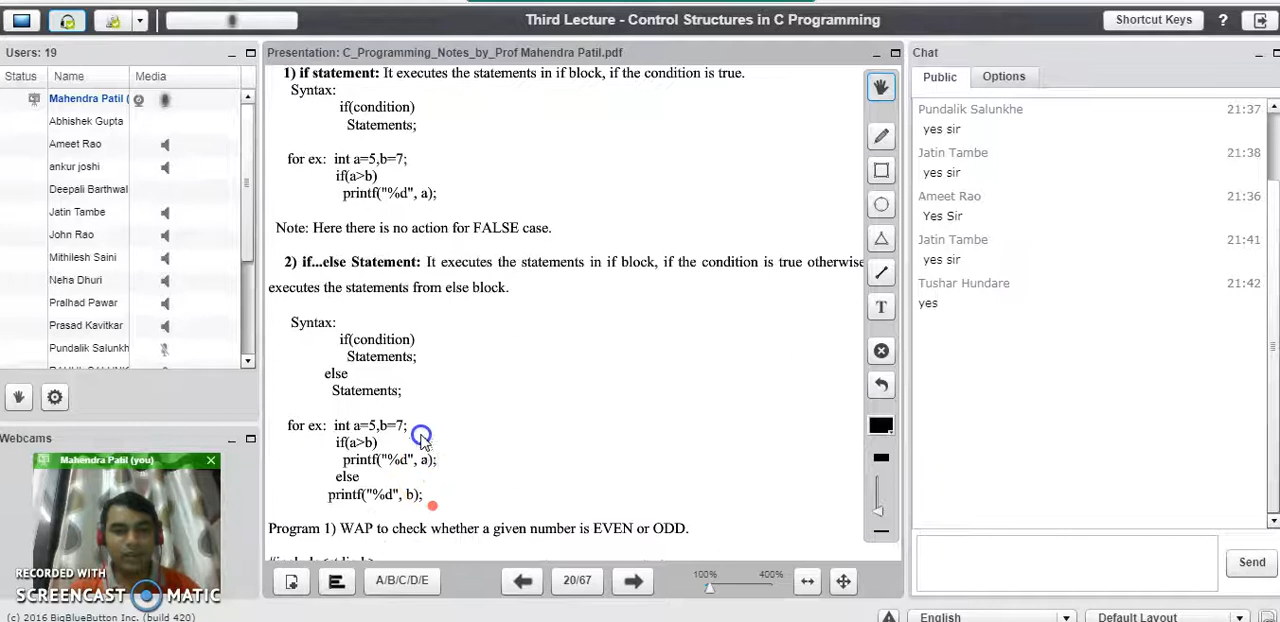 Third Lecture - Control Structures in C Programming
Shortcut Keys
?
Users: 19
Status Name Media
Mahendra Patil (
Abhishek Gupta
Ameet Rao
ankur joshi
Deepali Barthwal
Jatin Tambe
John Rao
Mithilesh Saini
Neha Dhuri
Pralhad Pawar
Prasad Kavitkar
Pundalik Salunkh
Webcams
Mahendra Patil (you)
RECORDED WITH
SCREENCAST MATIC
(c) 2016 BigBlueButton Inc. (build 420)
Presentation: C_Programming_Notes_by_Prof Mahendra Patil.pdf
1) if statement: It executes the statements in if block, if the condition is true.
Syntax:
if(condition)
Statements;
for ex: int a=5,b=7;
if(a>b)
printf("%d", a);
Note: Here there is no action for FALSE case.
2) if...else Statement: It executes the statements in if block, if the condition is true otherwise
executes the statements from else block.
Syntax:
if(condition)
Statements;
else
Statements;
for ex: int a=5,b=7;
if(a>b)
printf("%d", a);
else
printf("%d", b);
Program 1) WAP to check whether a given number is EVEN or ODD.
T
A/B/C/D/E
20/67
100%
400%
Chat
Public
Options
Pundalik Salunkhe 21:37
yes sir
Jatin Tambe 21:38
yes sir
Ameet Rao 21:36
Yes Sir
Jatin Tambe 21:41
yes sir
Tushar Hundare 21:42
yes
Send
English
Default Layout